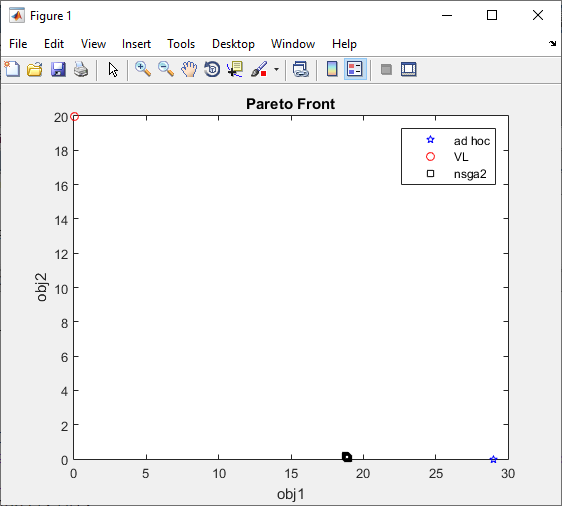 Figure 1
File Edit View Insert Tools Desktop Window Help
Pareto Front
20
18
16
14
12
10
8
6
4
2
0
obj2
ad hoc
VL
nsga2
0 5 10 15 20 25 30
obj1